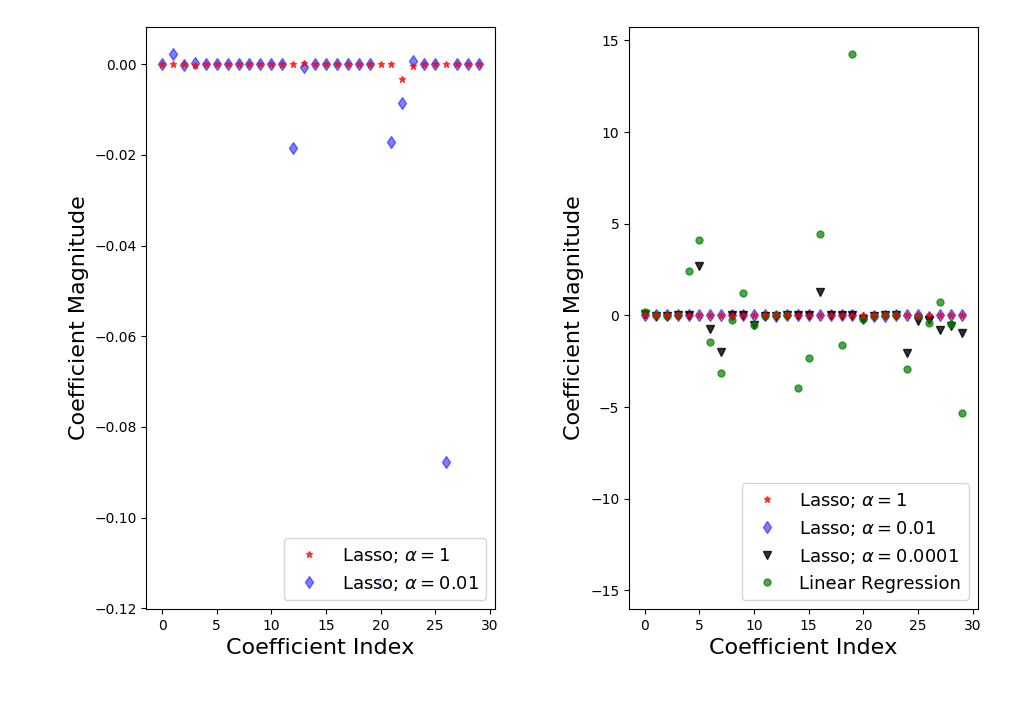 Coefficient Magnitude
0.00
−0.02
−0.04
−0.06
−0.08
−0.10
−0.12
Lasso; α = 1
Lasso; α = 0.01
0 5 10 15 20 25 30
Coefficient Index
Coefficient Magnitude
15
10
5
0
−5
−10
−15
Lasso; α = 1
Lasso; α = 0.01
Lasso; α = 0.0001
Linear Regression
0 5 10 15 20 25 30
Coefficient Index